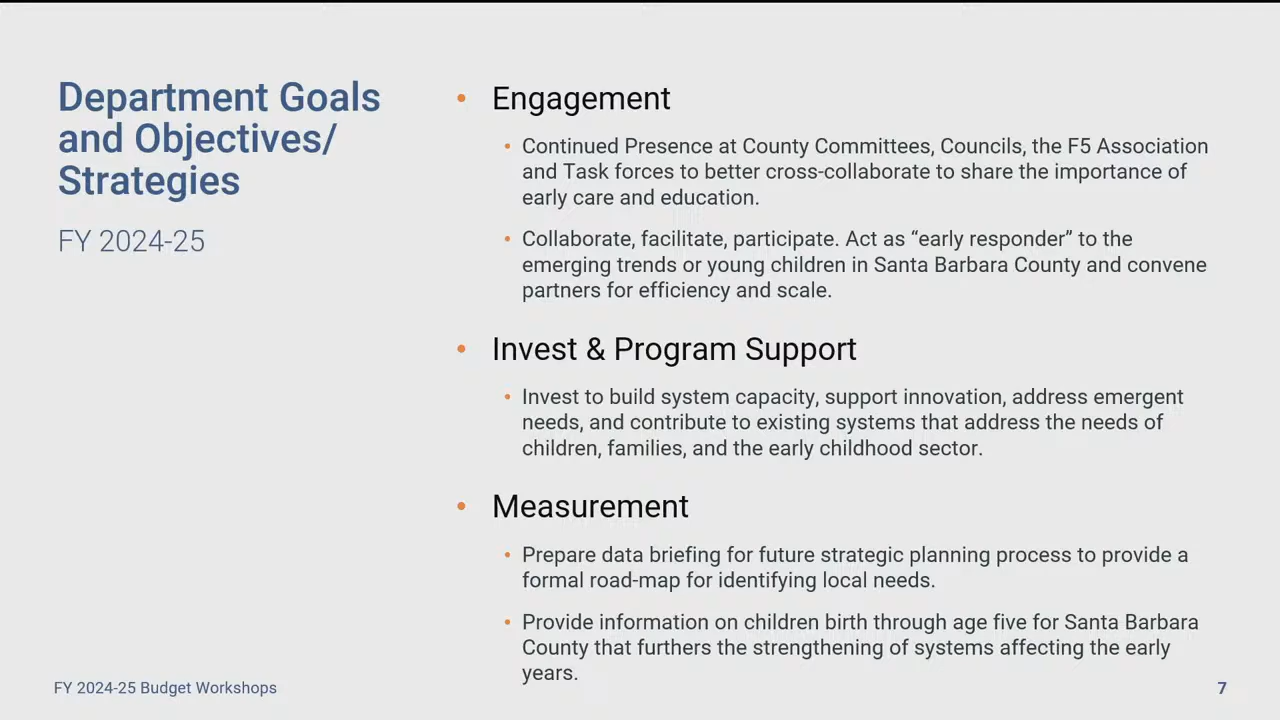 Department Goals
and Objectives/
Strategies
FY 2024-25
• Engagement
• Continued Presence at County Committees, Councils, the F5 Association
and Task forces to better cross-collaborate to share the importance of
early care and education.
• Collaborate, facilitate, participate. Act as “early responder” to the
emerging trends or young children in Santa Barbara County and convene
partners for efficiency and scale.
• Invest & Program Support
• Invest to build system capacity, support innovation, address emergent
needs, and contribute to existing systems that address the needs of
children, families, and the early childhood sector.
• Measurement
• Prepare data briefing for future strategic planning process to provide a
formal road-map for identifying local needs.
• Provide information on children birth through age five for Santa Barbara
County that furthers the strengthening of systems affecting the early
years.
FY 2024-25 Budget Workshops
7